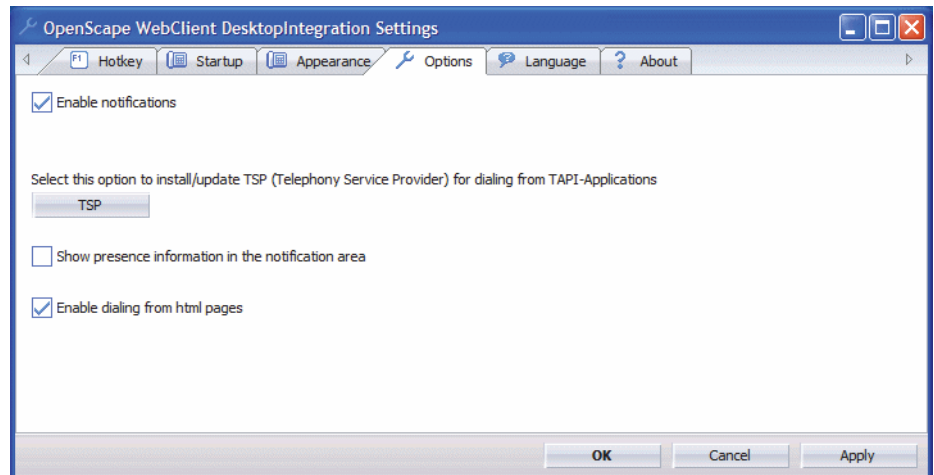 OpenScape WebClient DesktopIntegration Settings
F1 Hotkey Startup Appearance Options Language ? About
Enable notifications
Select this option to install/update TSP (Telephony Service Provider) for dialing from TAPI-Applications
TSP
Show presence information in the notification area
Enable dialing from html pages
OK Cancel Apply